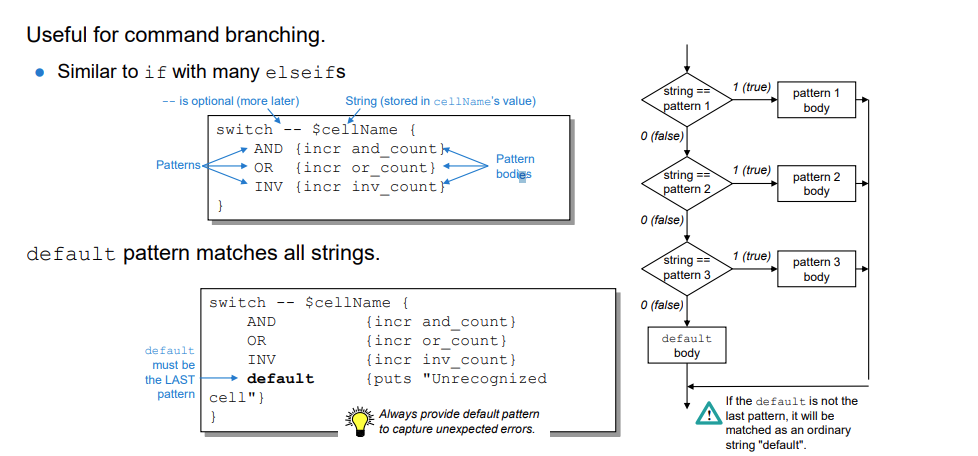 Useful for command branching.
● Similar to if with many elseifs
-- is optional (more later)
String (stored in cellName's value)
switch -- $cellName {
AND {incr and_count}
OR {incr or_count}
INV {incr inv_count}
}
Patterns
Pattern
bodies
default pattern matches all strings.
switch -- $cellName {
AND {incr and_count}
OR {incr or_count}
INV {incr inv_count}
default {puts "Unrecognized
cell"}
}
default
must be
the LAST
pattern
Always provide default pattern
to capture unexpected errors.
string ==
pattern 1
1 (true)
pattern 1
body
0 (false)
string ==
pattern 2
1 (true)
pattern 2
body
0 (false)
string ==
pattern 3
1 (true)
pattern 3
body
0 (false)
default
body
If the default is not the
last pattern, it will be
matched as an ordinary
string "default".